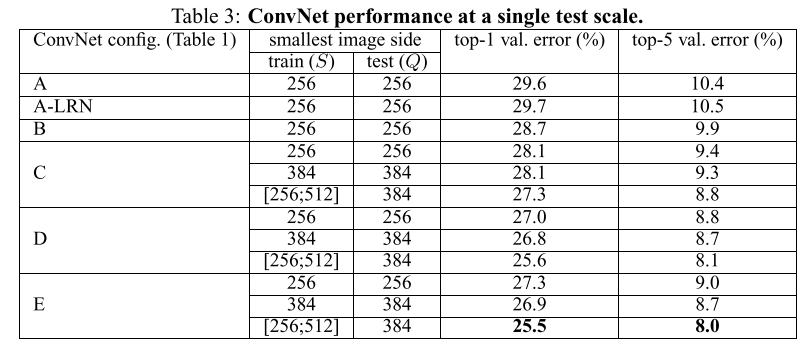 Table 3: ConvNet performance at a single test scale.
ConvNet config. (Table 1) smallest image side top-1 val. error (%) top-5 val. error (%)
train (S) test (Q)
A 256 256 29.6 10.4
A-LRN 256 256 29.7 10.5
B 256 256 28.7 9.9
256 256 28.1 9.4
C 384 384 28.1 9.3
[256;512] 384 27.3 8.8
256 256 27.0 8.8
D 384 384 26.8 8.7
[256;512] 384 25.6 8.1
256 256 27.3 9.0
E 384 384 26.9 8.7
[256;512] 384 25.5 8.0